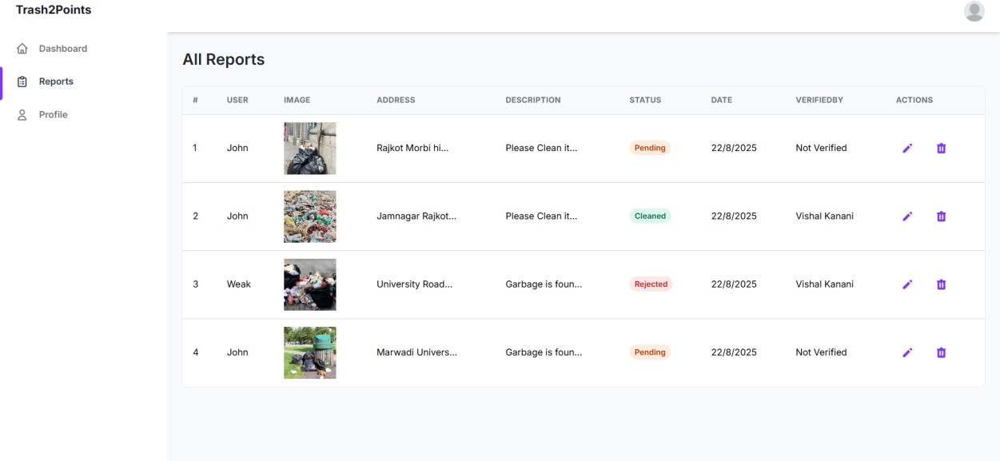 Trash2Points
Dashboard
Reports
Profile
All Reports
# USER IMAGE ADDRESS DESCRIPTION STATUS DATE VERIFIEDBY ACTIONS
1 John Rajkot Morbi hi... Please Clean it... Pending 22/8/2025 Not Verified
2 John Jamnagar Rajkot... Please Clean it... Cleaned 22/8/2025 Vishal Kanani
3 Weak University Road... Garbage is foun... Rejected 22/8/2025 Vishal Kanani
4 John Marwadi Univers... Garbage is foun... Pending 22/8/2025 Not Verified